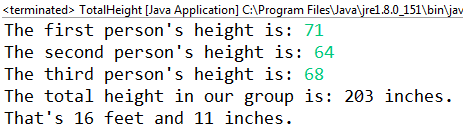 <terminated> TotalHeight [Java Application] C:\Program Files\Java\jre1.8.0_151\bin\jav
The first person's height is: 71
The second person's height is: 64
The third person's height is: 68
The total height in our group is: 203 inches.
That's 16 feet and 11 inches.